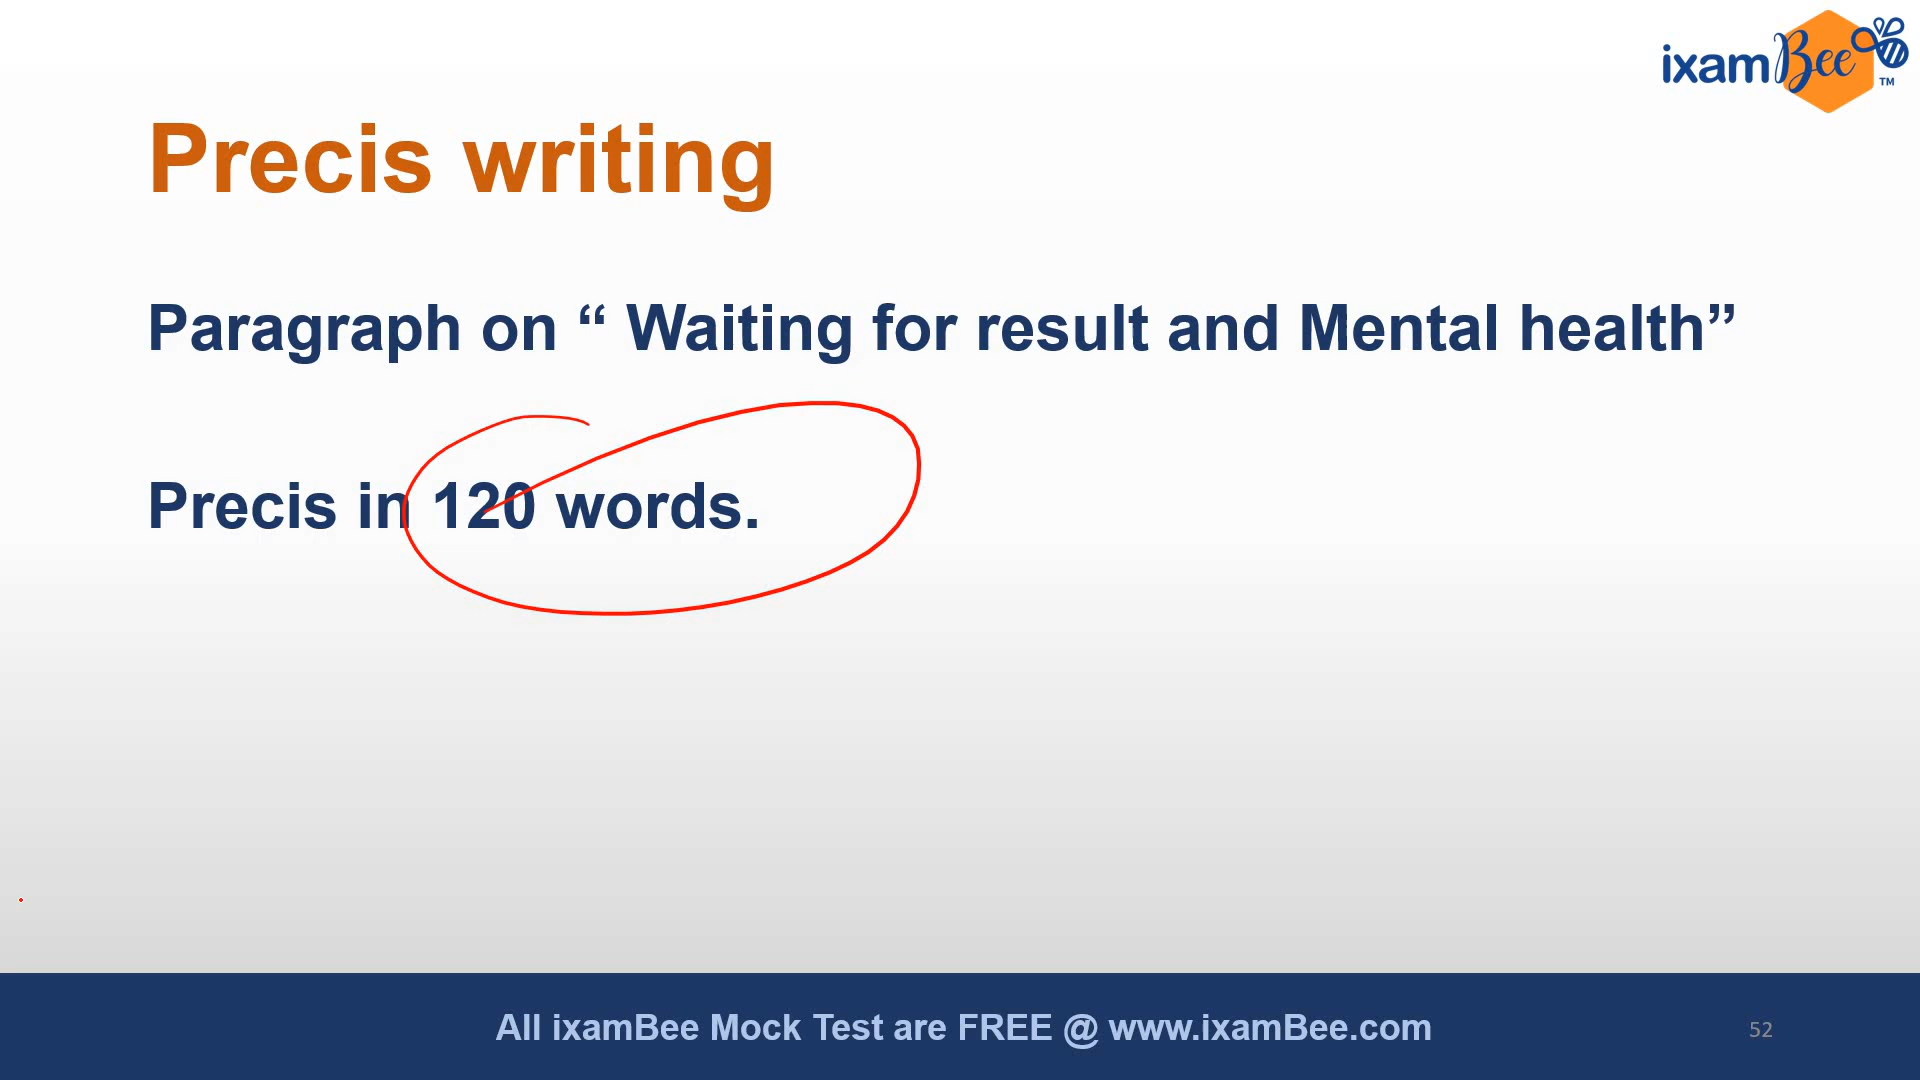 ixamBee TM
Precis writing
Paragraph on “ Waiting for result and Mental health”
Precis in 120 words.
All ixamBee Mock Test are FREE @ www.ixamBee.com
52